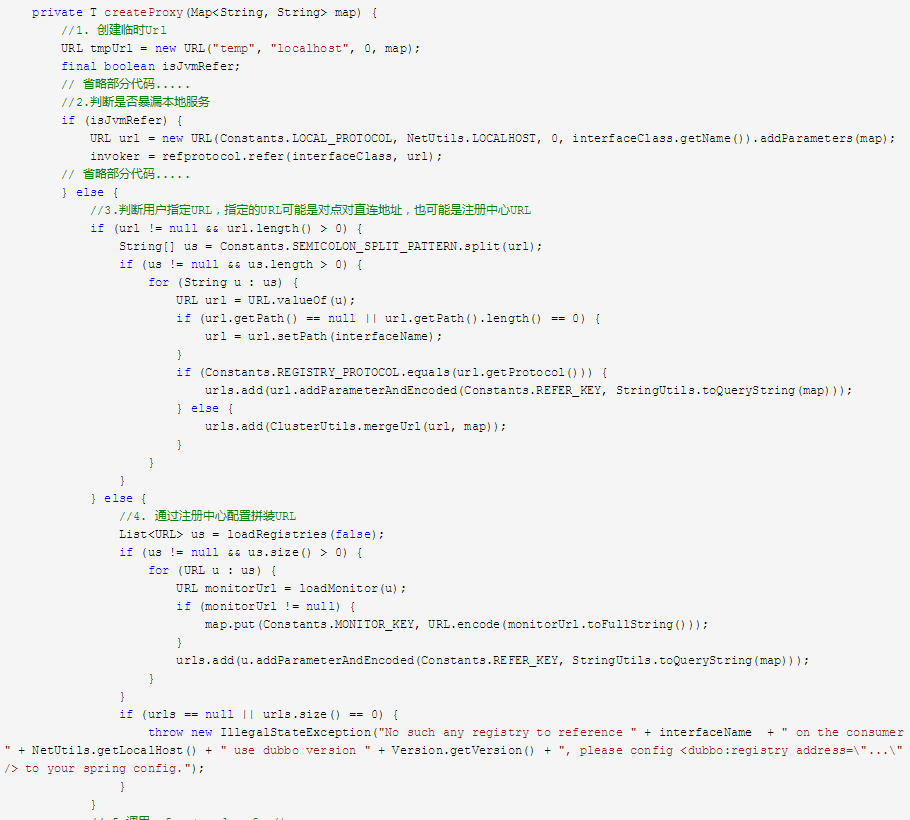 private T createProxy(Map<String, String> map) {
//1. 创建临时Url
URL tmpUrl = new URL("temp", "localhost", 0, map);
final boolean isJvmRefer;
// 省略部分代码.....
//2.判断是否暴漏本地服务
if (isJvmRefer) {
URL url = new URL(Constants.LOCAL_PROTOCOL, NetUtils.LOCALHOST, 0, interfaceClass.getName()).addParameters(map);
invoker = refprotocol.refer(interfaceClass, url);
// 省略部分代码.....
} else {
//3.判断用户指定URL，指定的URL可能是对点对直连地址，也可能是注册中心URL
if (url != null && url.length() > 0) {
String[] us = Constants.SEMICOLON_SPLIT_PATTERN.split(url);
if (us != null && us.length > 0) {
for (String u : us) {
URL url = URL.valueOf(u);
if (url.getPath() == null || url.getPath().length() == 0) {
url = url.setPath(interfaceName);
}
if (Constants.REGISTRY_PROTOCOL.equals(url.getProtocol())) {
urls.add(url.addParameterAndEncoded(Constants.REFER_KEY, StringUtils.toQueryString(map)));
} else {
urls.add(ClusterUtils.mergeUrl(url, map));
}
}
}
} else {
//4. 通过注册中心配置拼装URL
List<URL> us = loadRegistries(false);
if (us != null && us.size() > 0) {
for (URL u : us) {
URL monitorUrl = loadMonitor(u);
if (monitorUrl != null) {
map.put(Constants.MONITOR_KEY, URL.encode(monitorUrl.toFullString()));
}
urls.add(u.addParameterAndEncoded(Constants.REFER_KEY, StringUtils.toQueryString(map)));
}
}
if (urls == null || urls.size() == 0) {
throw new IllegalStateException("No such any registry to reference " + interfaceName  + " on the consumer
" + NetUtils.getLocalHost() + " use dubbo version " + Version.getVersion() + ", please config <dubbo:registry address=\"...\"
/> to your spring config.");
}
}